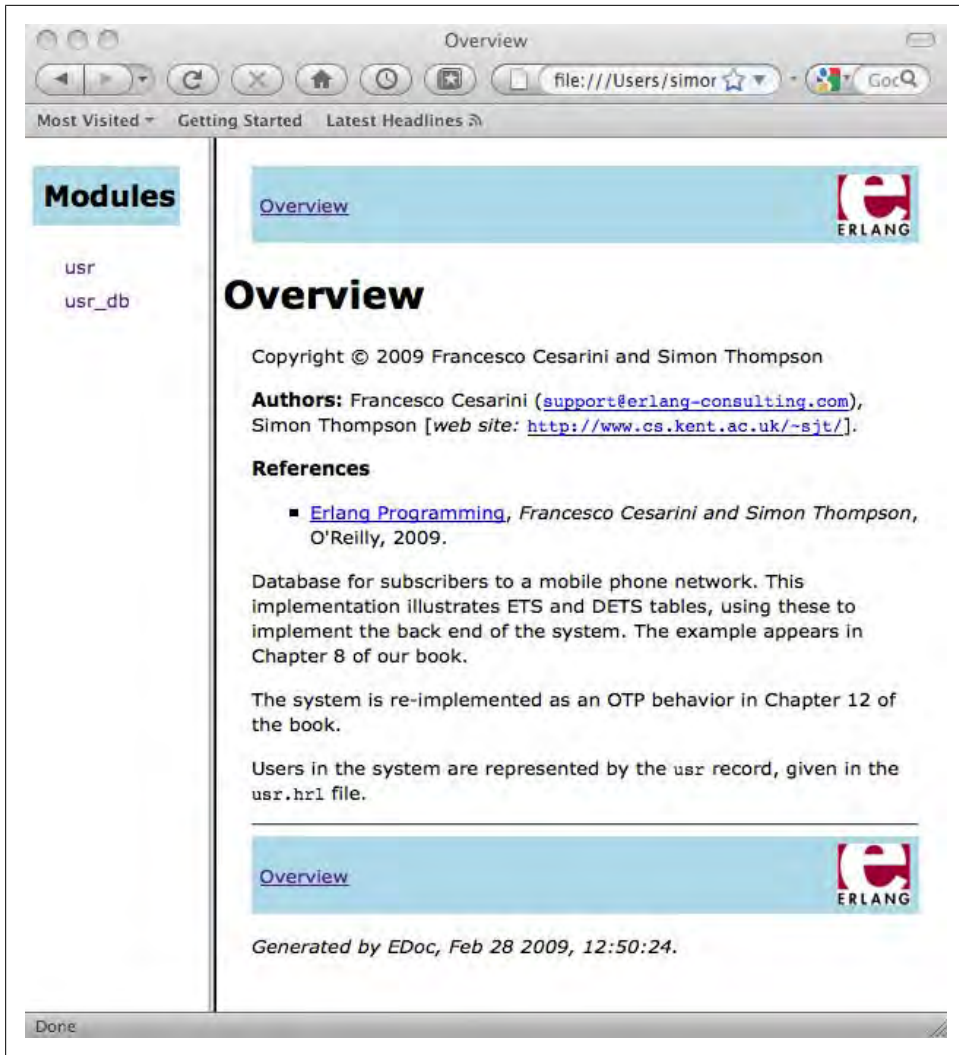 Overview
file:///Users/simor
Goc
Most Visited
Getting Started
Latest Headlines
Modules
usr
usr_db
Overview
ERLANG
Overview
Copyright © 2009 Francesco Cesarini and Simon Thompson
Authors: Francesco Cesarini (support@erlang-consulting.com),
Simon Thompson [web site: http://www.cs.kent.ac.uk/~sjt/].
References
Erlang Programming, Francesco Cesarini and Simon Thompson,
O'Reilly, 2009.
Database for subscribers to a mobile phone network. This
implementation illustrates ETS and DETS tables, using these to
implement the back end of the system. The example appears in
Chapter 8 of our book.
The system is re-implemented as an OTP behavior in Chapter 12 of
the book.
Users in the system are represented by the usr record, given in the
usr.hrl file.
Overview
ERLANG
Generated by EDoc, Feb 28 2009, 12:50:24.
Done